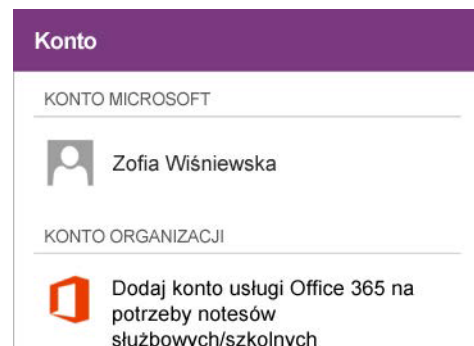 Konto
KONTO MICROSOFT
Zofia Wiśniewska
KONTO ORGANIZACJI
Dodaj konto usługi Office 365 na
potrzeby notesów
służbowych/szkolnych